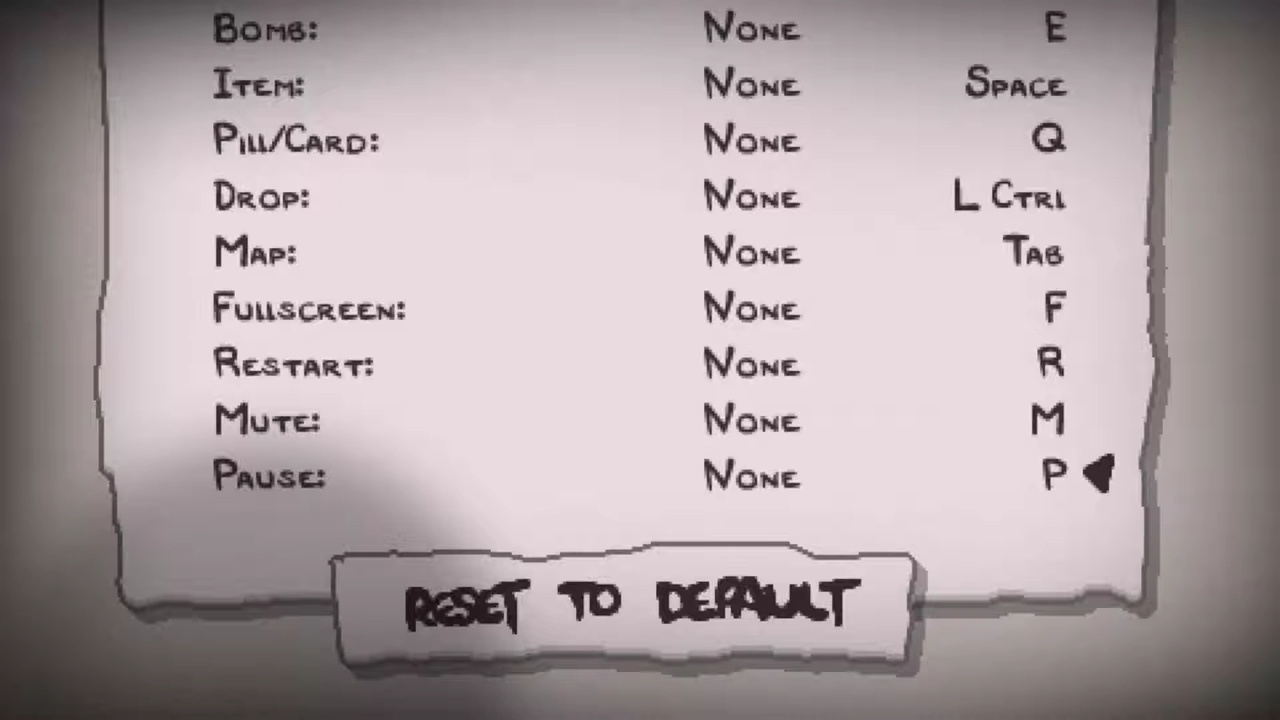 Bomb: None E
Item: None Space
Pill/Card: None Q
Drop: None L Ctrl
Map: None Tab
Fullscreen: None F
Restart: None R
Mute: None M
Pause: None P
RESET TO DEFAULT